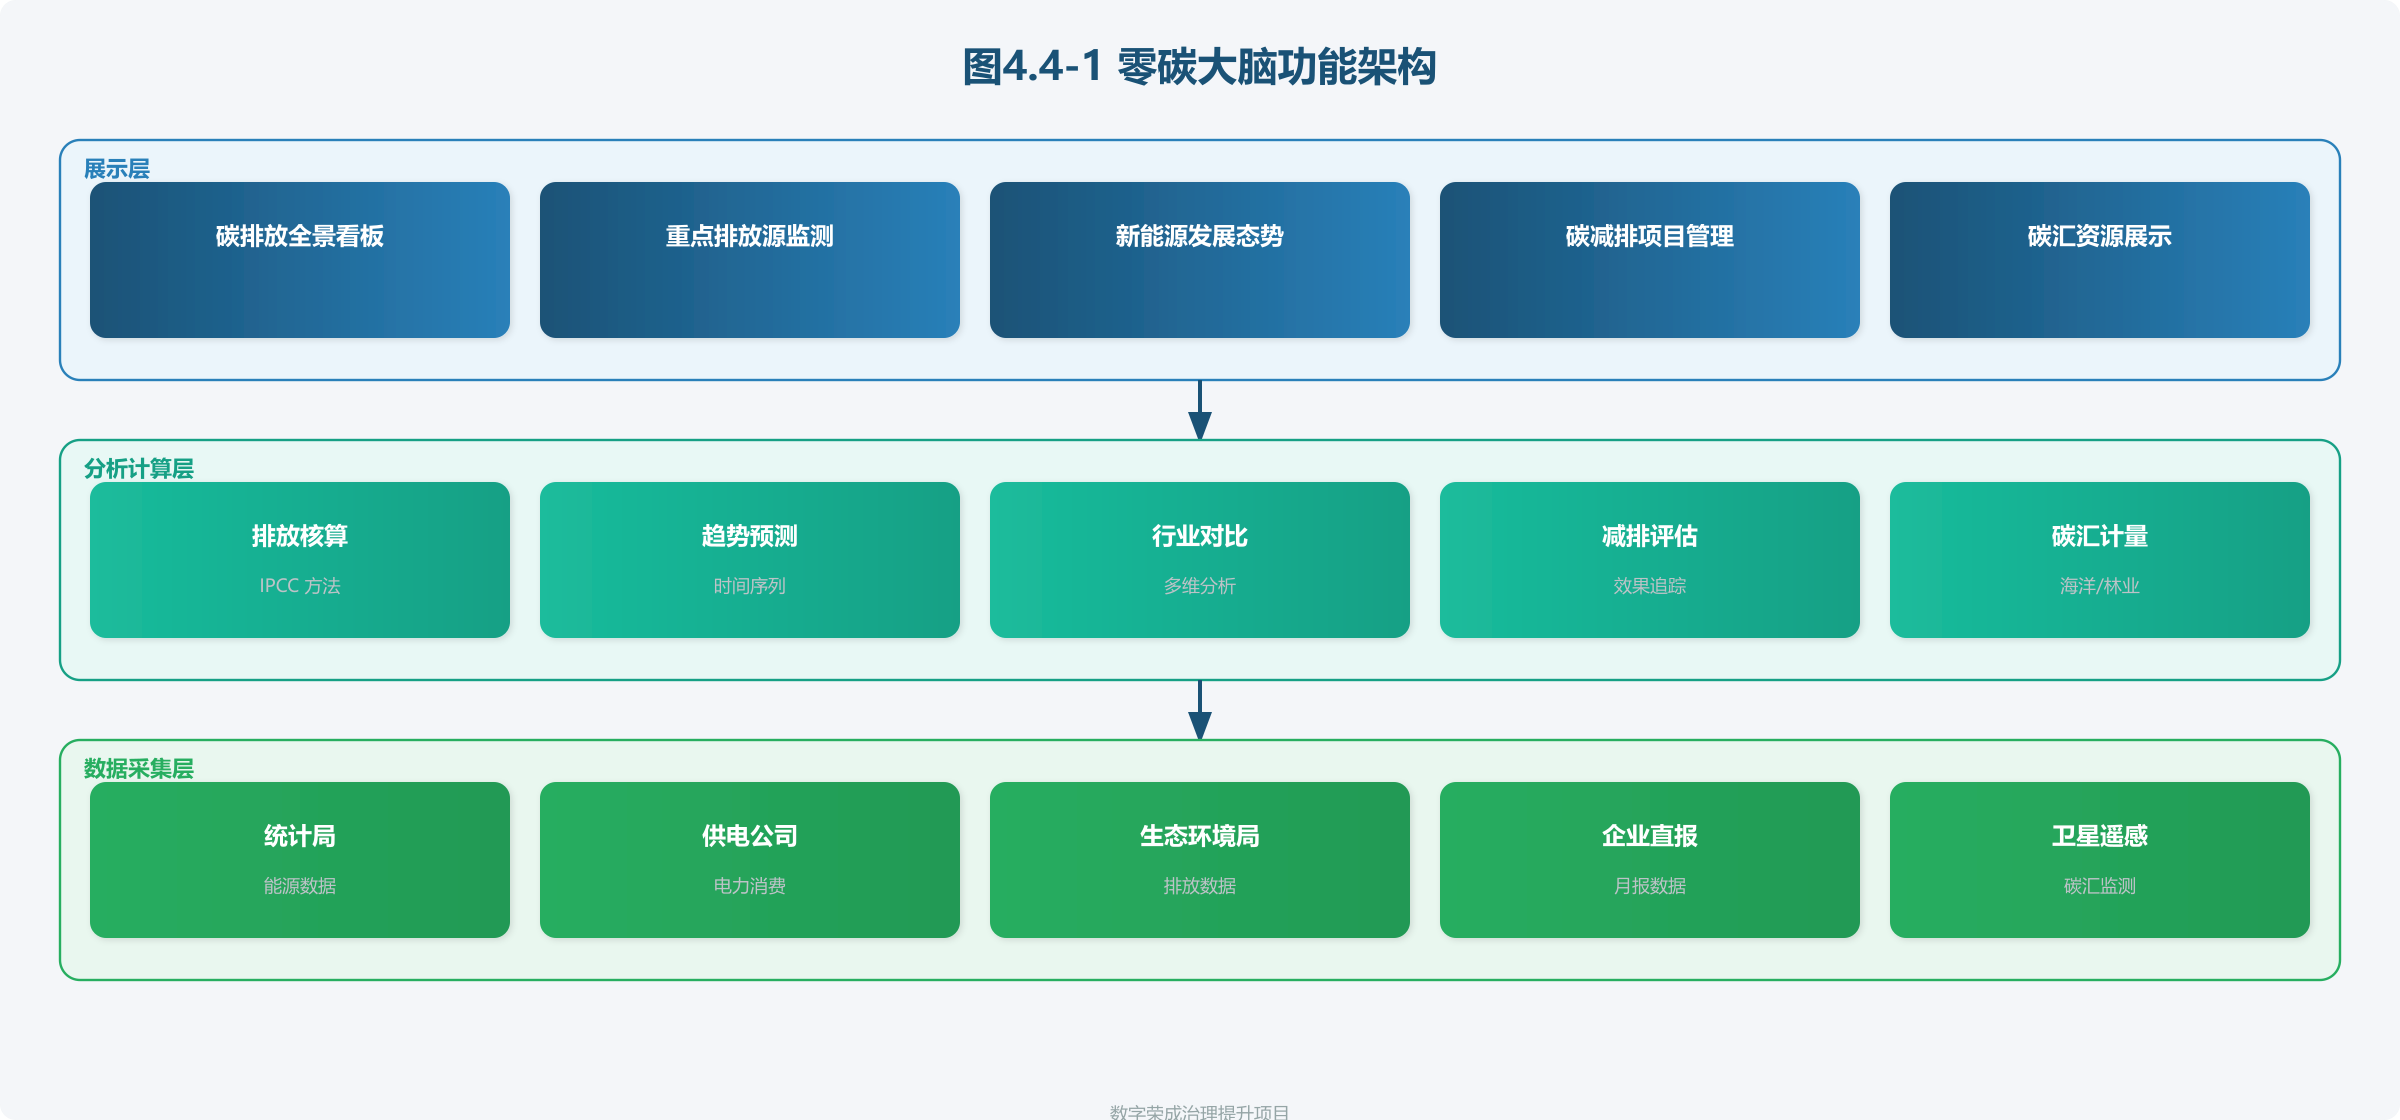 图4.4-1 零碳大脑功能架构
展示层
碳排放全景看板
重点排放源监测
新能源发展态势
碳减排项目管理
碳汇资源展示
分析计算层
排放核算
IPCC 方法
趋势预测
时间序列
行业对比
多维分析
减排评估
效果追踪
碳汇计量
海洋/林业
数据采集层
统计局
能源数据
供电公司
电力消费
生态环境局
排放数据
企业直报
月报数据
卫星遥感
碳汇监测
数字荣成治理提升项目